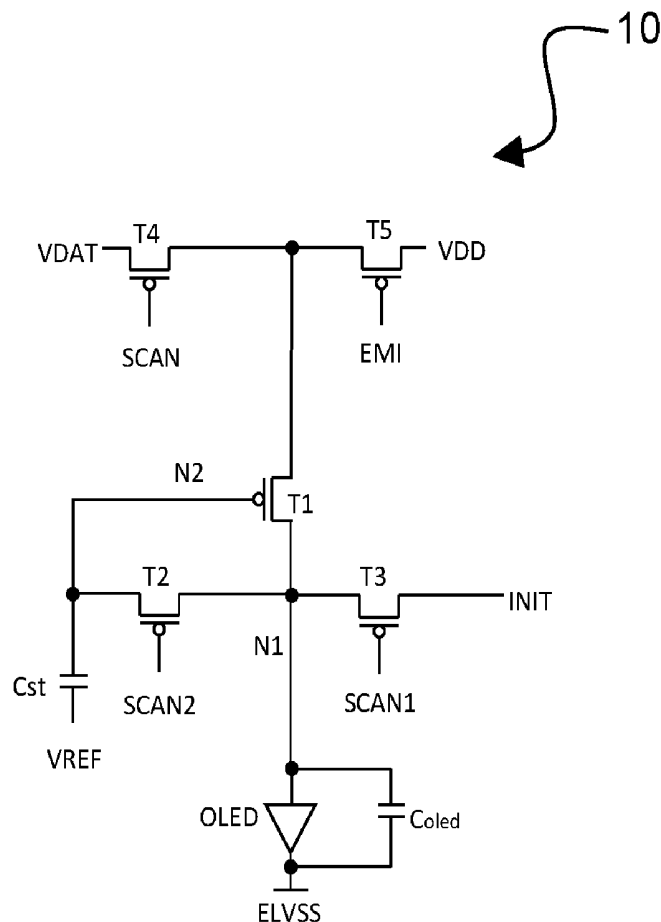 10
T4
T5
VDAT
VDD
SCAN
EMI
N2
T1
T2
T3
INIT
N1
Cst
SCAN2
SCAN1
VREF
OLED
Coled
ELVSS